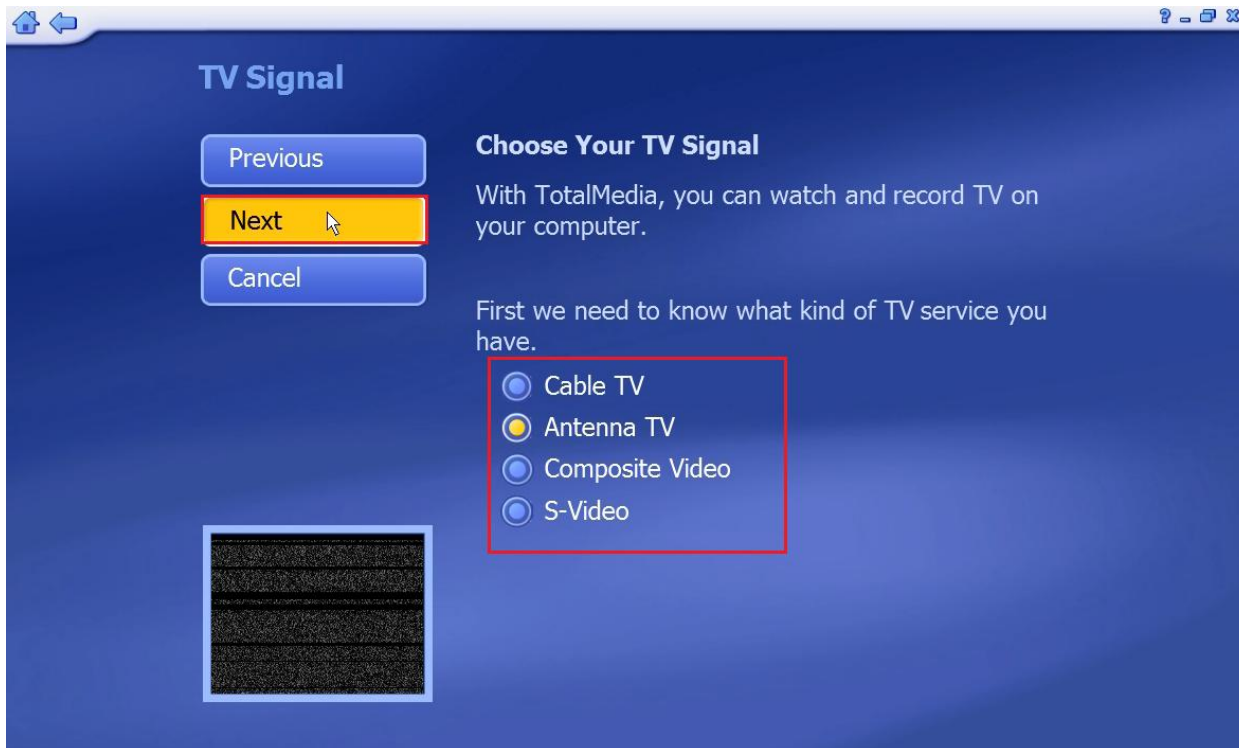 TV Signal
Previous
Next
Cancel
Choose Your TV Signal
With TotalMedia, you can watch and record TV on
your computer.
First we need to know what kind of TV service you
have.
Cable TV
Antenna TV
Composite Video
S-Video